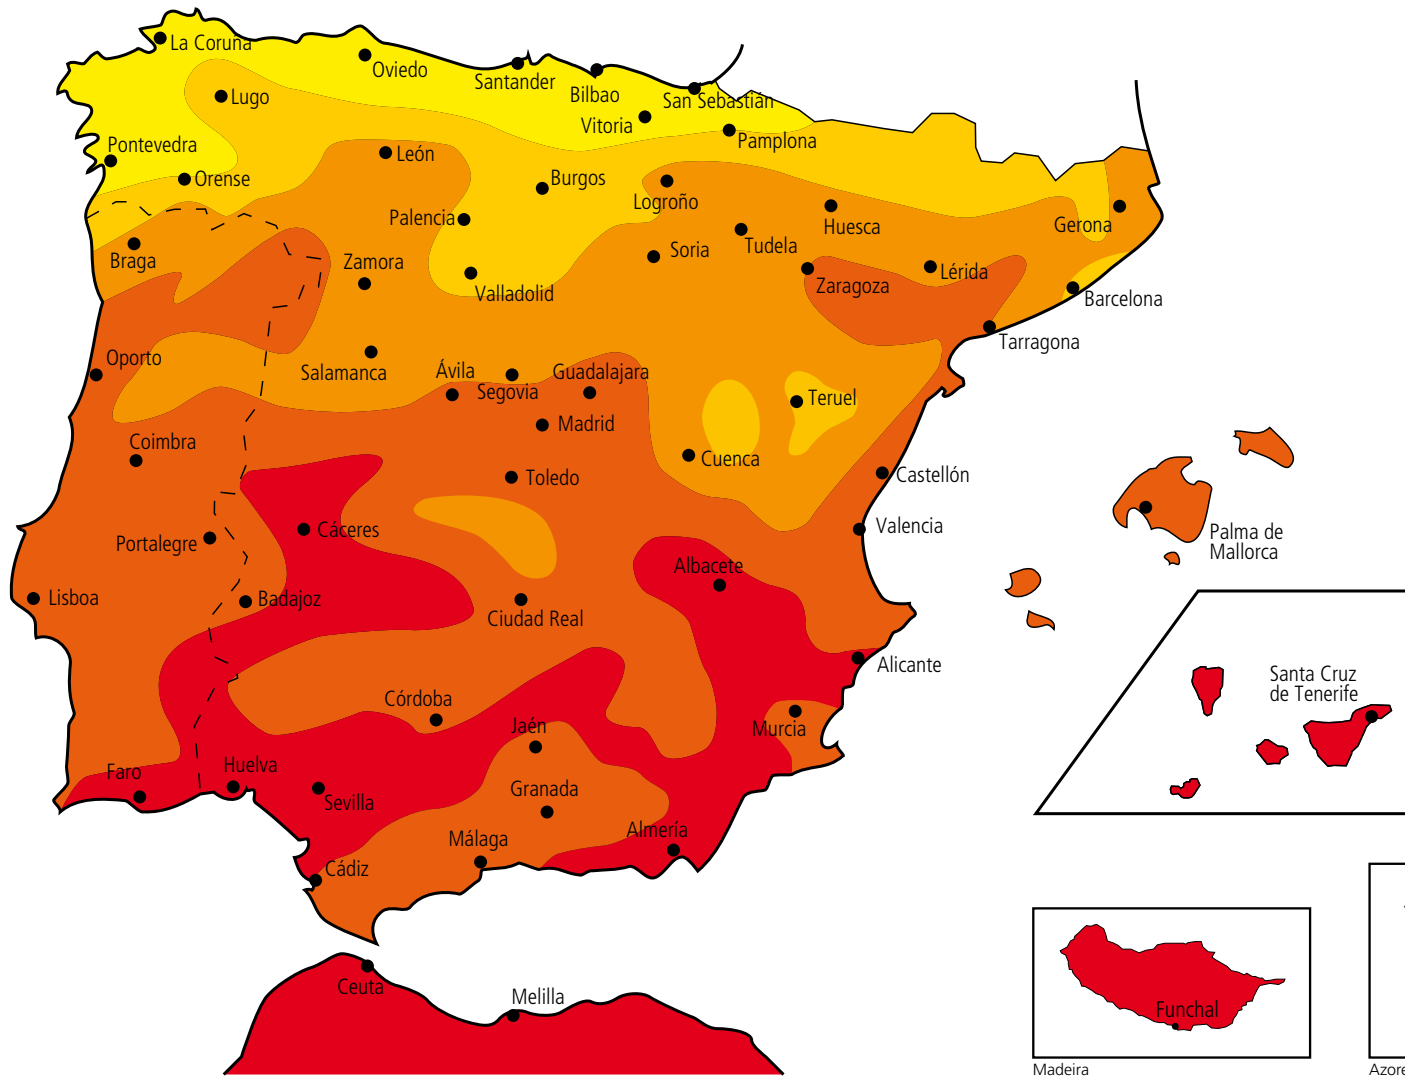 La Coruña
Oviedo
Santander
Bilbao
San Sebastián
Lugo
Vitoria
Pamplona
Pontevedra
León
Orense
Burgos
Logroño
Palencia
Huesca
Gerona
Tudela
Soria
Braga
Zamora
Lérida
Zaragoza
Valladolid
Barcelona
Tarragona
Oporto
Salamanca
Ávila
Segovia
Guadalajara
Teruel
Madrid
Coimbra
Cuenca
Toledo
Castellón
Cáceres
Valencia
Portalegre
Palma de
Mallorca
Albacete
Lisboa
Badajoz
Ciudad Real
Alicante
Santa Cruz
de Tenerife
Córdoba
Jaén
Murcia
Faro
Huelva
Sevilla
Granada
Málaga
Almería
Cádiz
Ceuta
Melilla
Funchal
Madeira
Azore